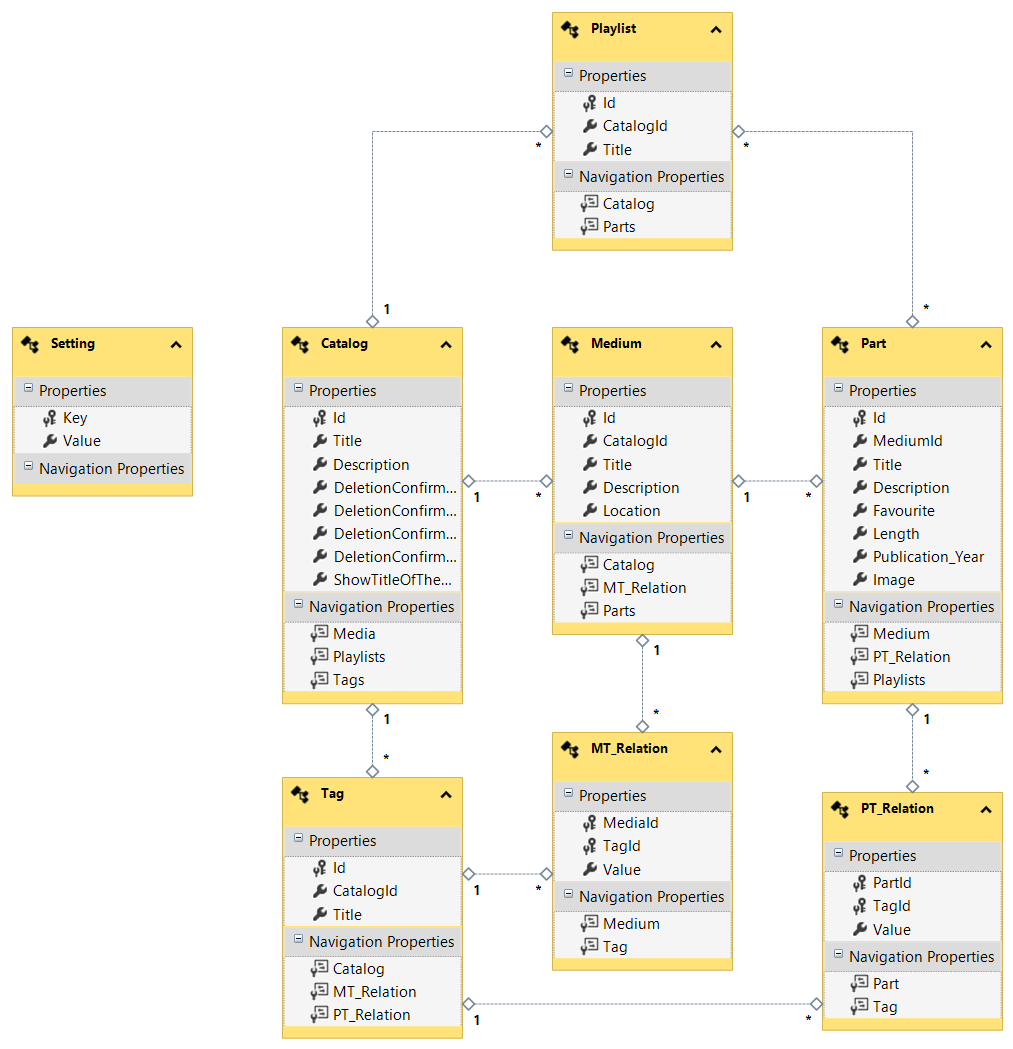 Playlist
Properties
Id
CatalogId
Title
Navigation Properties
Catalog
Parts
*
*
1
*
Setting
Properties
Key
Value
Navigation Properties
Catalog
Properties
Id
Title
Description
DeletionConfirm...
DeletionConfirm...
DeletionConfirm...
DeletionConfirm...
ShowTitleOfThe...
Navigation Properties
Media
Playlists
Tags
1
*
Medium
Properties
Id
CatalogId
Title
Description
Location
Navigation Properties
Catalog
MT_Relation
Parts
1
*
Part
Properties
Id
MediumId
Title
Description
Favourite
Length
Publication_Year
Image
Navigation Properties
Medium
PT_Relation
Playlists
1
*
1
*
1
*
Tag
Properties
Id
CatalogId
Title
Navigation Properties
Catalog
MT_Relation
PT_Relation
1
*
MT_Relation
Properties
MediaId
TagId
Value
Navigation Properties
Medium
Tag
PT_Relation
Properties
PartId
TagId
Value
Navigation Properties
Part
Tag
1
*